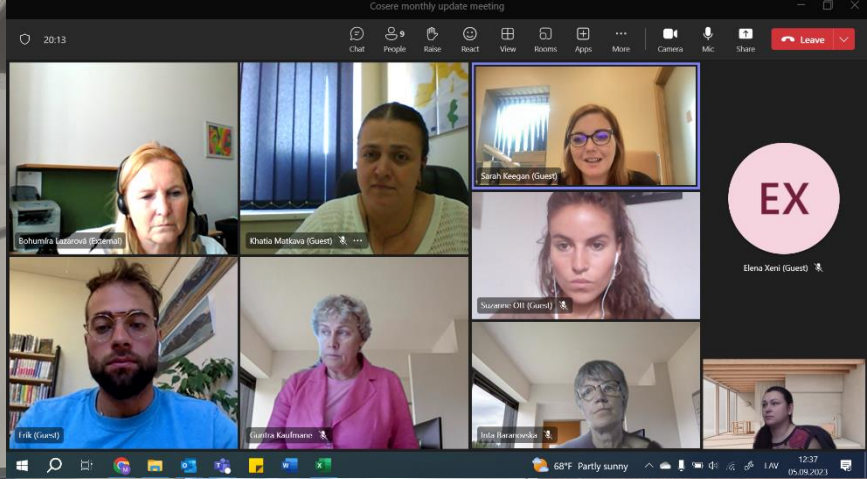 Cosere monthly update meeting
20:13
Chat
People 9
Raise
React
View
Rooms
Apps
More
Camera
Mic
Share
Leave
Bohumíra Lazarová (External)
Khatia Matkava (Guest)
Sarah Keegan (Guest)
EX
Elena Xeni (Guest)
Suzanne Ott (Guest)
Erik (Guest)
Guntra Kaufmane
Inta Baranovska
68°F Partly sunny
LAV
12:37
05.09.2023